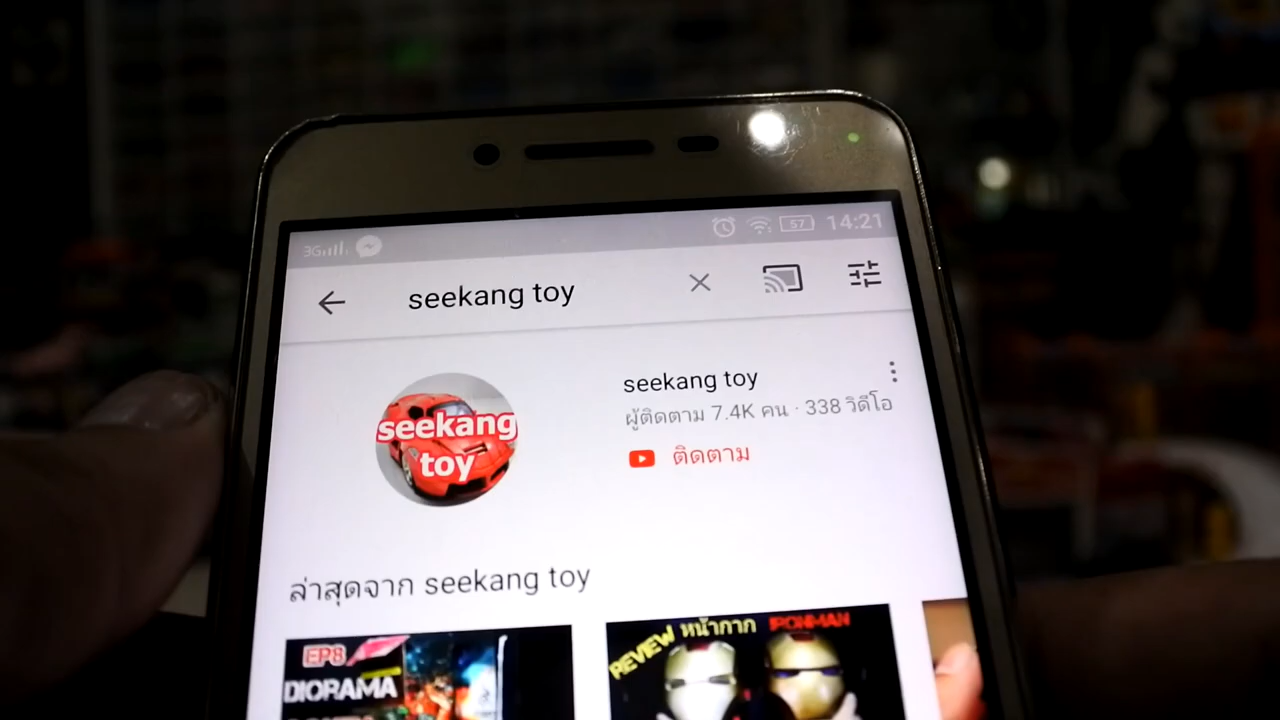 3G 57 14:21
seekang toy
seekang
toy
seekang toy
ผู้ติดตาม 7.4K คน · 338 วิดีโอ
ติดตาม
ล่าสุดจาก seekang toy
EP8
DIORAMA
REVIEW หน้ากาก IRONMAN